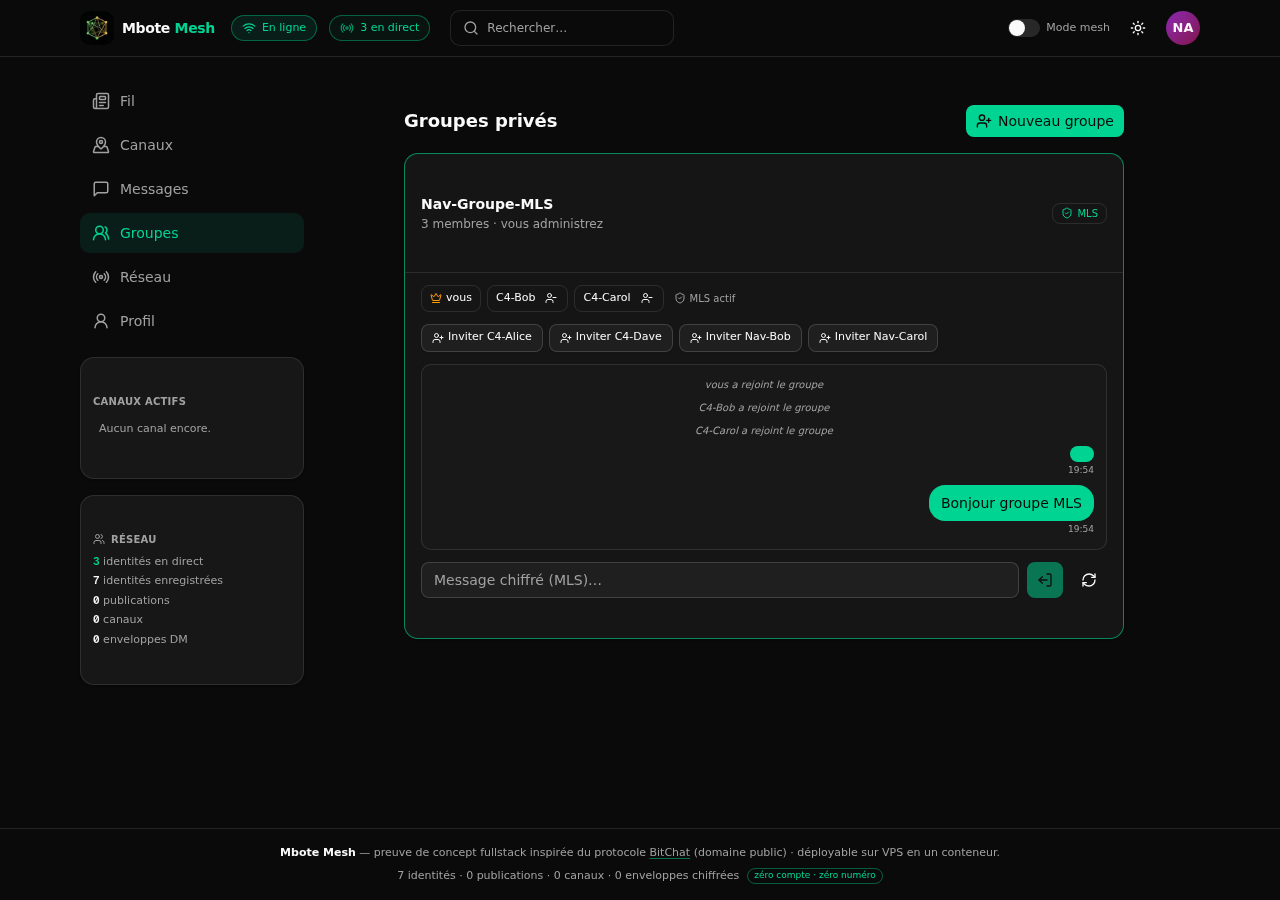 Mbote Mesh
En ligne
3 en direct
Rechercher…
Mode mesh
NA
Fil
Canaux
Messages
Groupes
Réseau
Profil
CANAUX ACTIFS
Aucun canal encore.
RÉSEAU
3 identités en direct
7 identités enregistrées
0 publications
0 canaux
0 enveloppes DM
Groupes privés
Nouveau groupe
Nav-Groupe-MLS
3 membres · vous administrez
MLS
vous
C4-Bob
C4-Carol
MLS actif
Inviter C4-Alice
Inviter C4-Dave
Inviter Nav-Bob
Inviter Nav-Carol
vous a rejoint le groupe
C4-Bob a rejoint le groupe
C4-Carol a rejoint le groupe
19:54
Bonjour groupe MLS
19:54
Message chiffré (MLS)…
Mbote Mesh — preuve de concept fullstack inspirée du protocole BitChat (domaine public) · déployable sur VPS en un conteneur.
7 identités · 0 publications · 0 canaux · 0 enveloppes chiffrées
zéro compte · zéro numéro